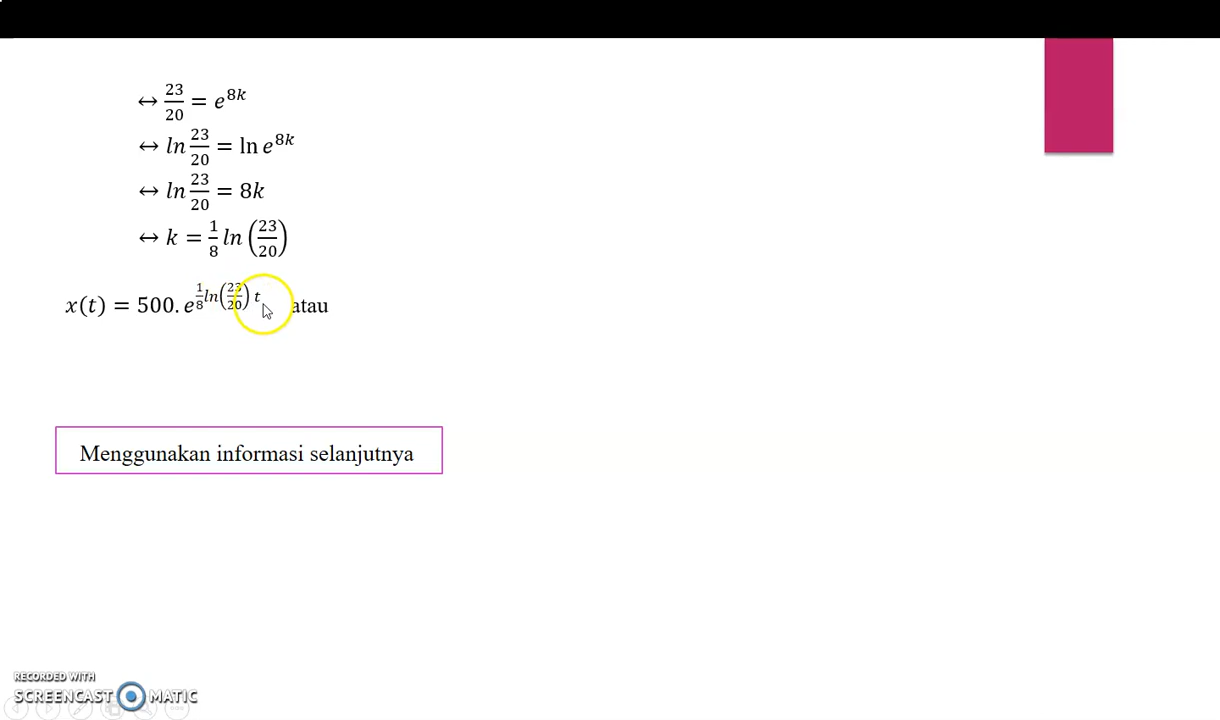 ↔ 23/20 = e^{8k}
↔ ln 23/20 = ln e^{8k}
↔ ln 23/20 = 8k
↔ k = 1/8 ln (23/20)
x(t) = 500. e^{1/8 ln(23/20) t} atau
Menggunakan informasi selanjutnya
RECORDED WITH
SCREENCAST MATIC